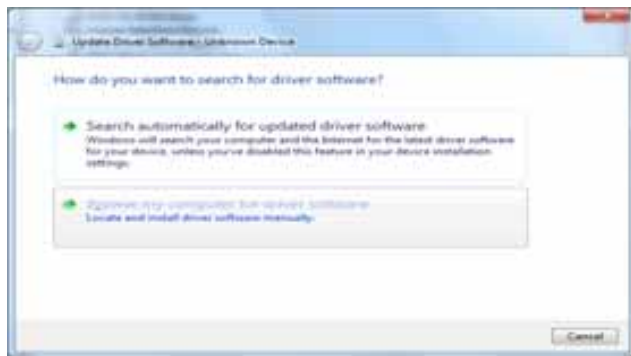 Update Driver Software - Unknown Device
How do you want to search for driver software?
Search automatically for updated driver software
Windows will search your computer and the Internet for the latest driver software
for your device, unless you've disabled this feature in your device installation
settings.
Browse my computer for driver software
Locate and install driver software manually.
Cancel